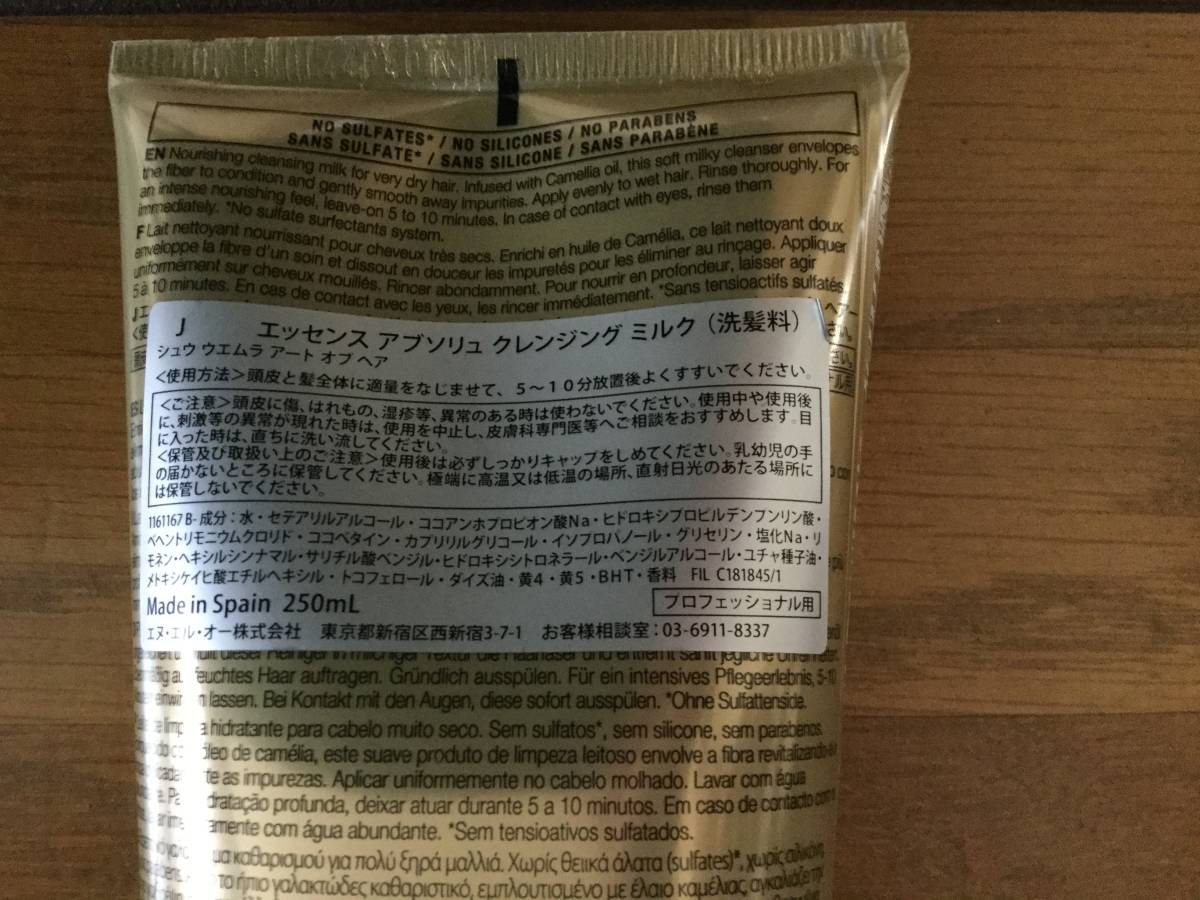 NO SULFATES* / NO SILICONES / NO PARABENS
SANS SULFATE* / SANS SILICONE / SANS PARABÈNE
EN Nourishing cleansing milk for very dry hair. Infused with Camellia oil, this soft milky cleanser envelopes
the fiber to condition and gently smooth away impurities. Apply evenly to wet hair. Rinse thoroughly. For
an intense nourishing feel, leave-on 5 to 10 minutes. In case of contact with eyes, rinse them
immediately. *No sulfate surfactants system.
F Lait nettoyant nourrissant pour cheveux très secs. Enrichi en huile de Camélia, ce lait nettoyant doux
enveloppe la fibre d'un soin et dissout en douceur les impuretés pour les éliminer au rinçage. Appliquer
uniformément sur cheveux mouillés. Rincer abondamment. Pour nourrir en profondeur, laisser agir
5 à 10 minutes. En cas de contact avec les yeux, les rincer immédiatement. *Sans tensioactifs sulfatés
J エッセンス アブソリュ クレンジング ミルク（洗髪料）
シュウ ウエムラ アート オブ ヘア
＜使用方法＞頭皮と髪全体に適量をなじませて、5～10分放置後よくすすいでください。
＜ご注意＞頭皮に傷、はれもの、湿疹等、異常のある時は使わないでください。使用中や使用後
に、刺激等の異常が現れた時は、使用を中止し、皮膚科専門医等へご相談をおすすめします。目
に入った時は、直ちに洗い流してください。
＜保管及び取扱い上のご注意＞使用後は必ずしっかりキャップをしめてください。乳幼児の手
の届かないところに保管してください。極端に高温又は低温の場所、直射日光のあたる場所に
は保管しないでください。
1161167 B- 成分：水・セテアリルアルコール・ココアンホプロピオン酸Na・ヒドロキシプロピルデンプンリン酸・
ベヘントリモニウムクロリド・ココベタイン・カプリリルグリコール・イソプロパノール・グリセリン・塩化Na・リ
モネン・ヘキシルシンナマル・サリチル酸ベンジル・ヒドロキシシトロネラール・ベンジルアルコール・ユチャ種子油・
メトキシケイヒ酸エチルヘキシル・トコフェロール・ダイズ油・黄4・黄5・BHT・香料 FIL C181845/1
Made in Spain 250mL プロフェッショナル用
エヌ・エル・オー株式会社 東京都新宿区西新宿3-7-1 お客様相談室：03-6911-8337
dieser Reiniger in milchiger Textur die Haarfaser und entfernt sanft jegliche
feuchtes Haar auftragen. Gründlich ausspülen. Für ein intensives Pflegeerlebnis, 5-10
lassen. Bei Kontakt mit den Augen, diese sofort ausspülen. *Ohne Sulfattenside.
hidratante para cabelo muito seco. Sem sulfatos*, sem silicone, sem parabenos.
óleo de camélia, este suave produto de limpeza leitoso envolve a fibra revitalizando-a
as impurezas. Aplicar uniformemente no cabelo molhado. Lavar com água
dratação profunda, deixar atuar durante 5 a 10 minutos. Em caso de contacto com
amente com água abundante. *Sem tensioativos sulfatados.
καθαρισμού για πολύ ξηρά μαλλιά. Χωρίς θειικά άλατα (sulfates)*, χωρίς σιλικόνη,
το ήπιο γαλακτώδες καθαριστικό, εμπλουτισμένο με έλαιο καμέλιας, αγκαλιάζει την